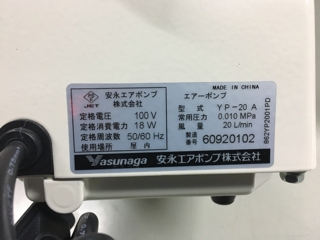 JET
安永エアポンプ
株式会社
定格電圧 100 V
定格消費電力 18 W
定格周波数 50/60 Hz
使用場所 屋内
MADE IN CHINA
エアーポンプ
型式 YP-20 A
常用圧力 0.010 MPa
風量 20 L/min
製造番号 60920102
862YP2001PD
Yasunaga 安永エアポンプ株式会社